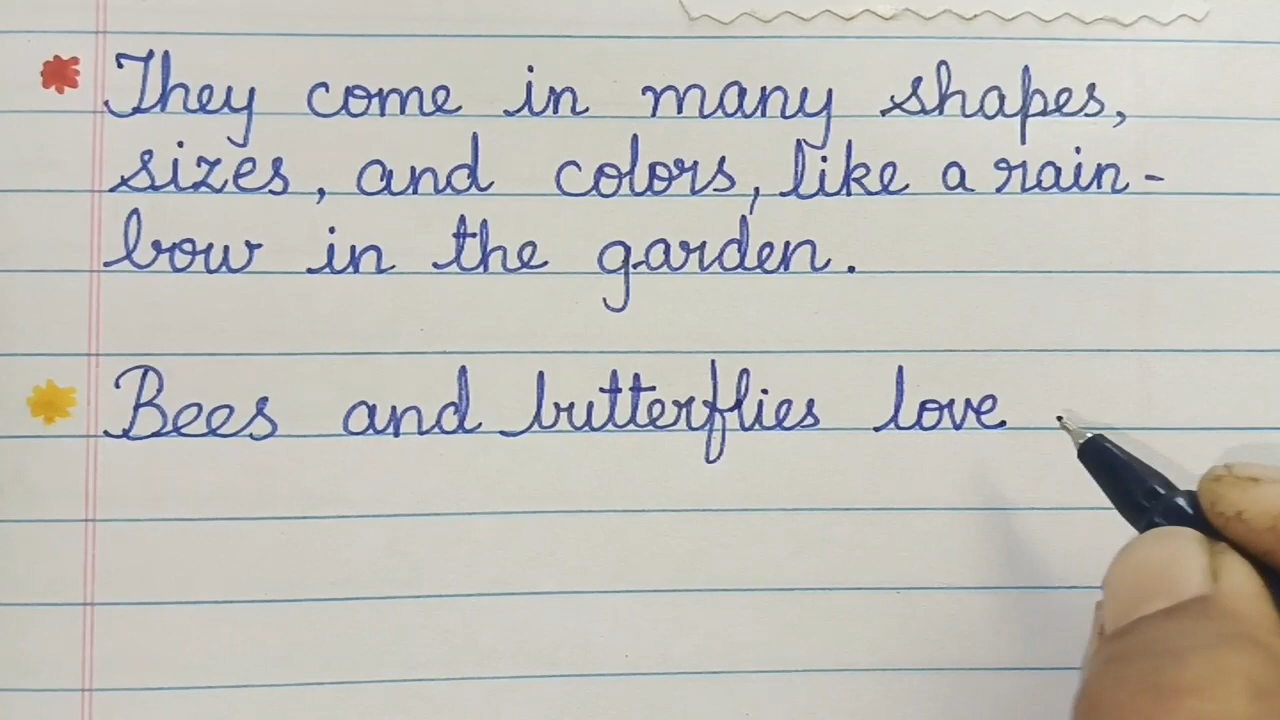 They come in many shapes,
sizes, and colors, like a rain-
bow in the garden.
Bees and butterflies love